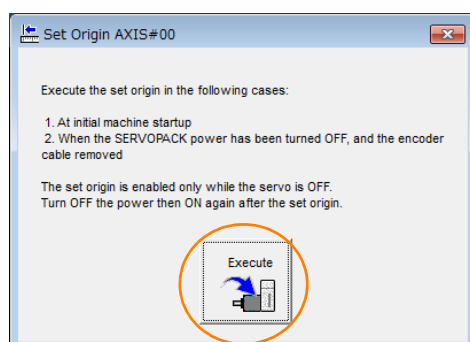 Set Origin AXIS#00
Execute the set origin in the following cases:
1. At initial machine startup
2. When the SERVOPACK power has been turned OFF, and the encoder
cable removed
The set origin is enabled only while the servo is OFF.
Turn OFF the power then ON again after the set origin.
Execute